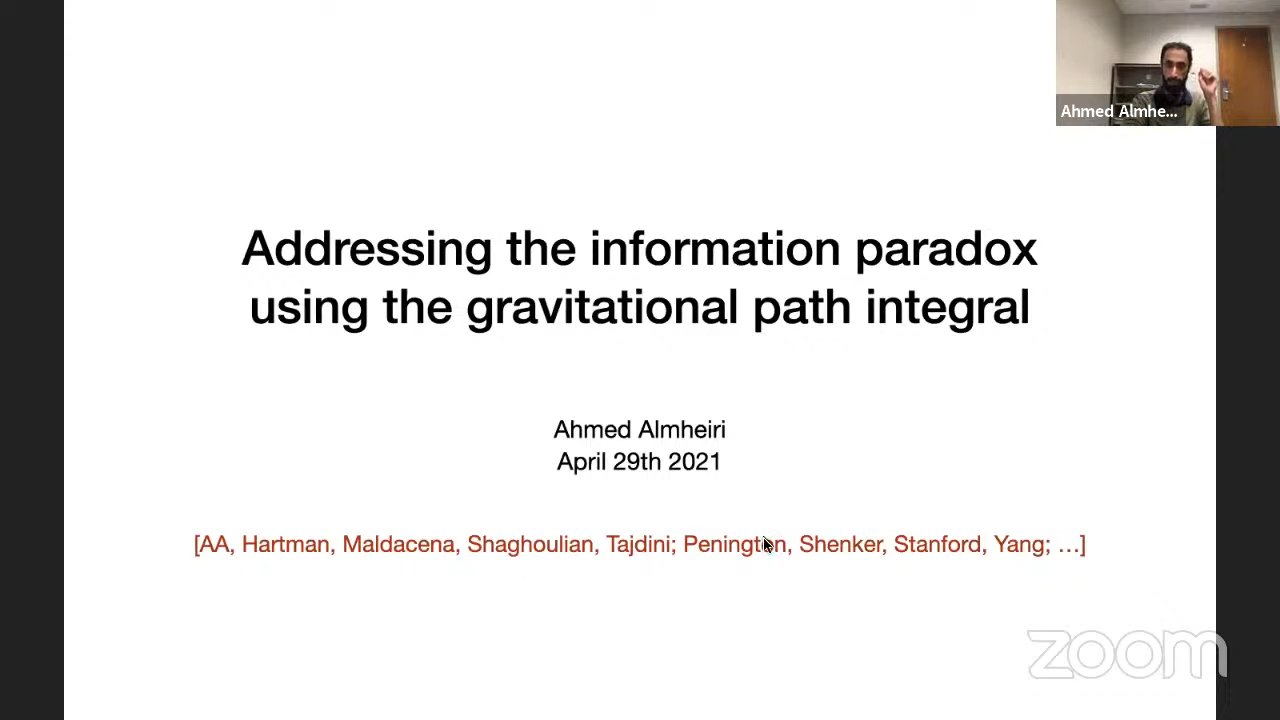 Ahmed Almhe...
Addressing the information paradox
using the gravitational path integral
Ahmed Almheiri
April 29th 2021
[AA, Hartman, Maldacena, Shaghoulian, Tajdini; Penington, Shenker, Stanford, Yang; …]
zoom